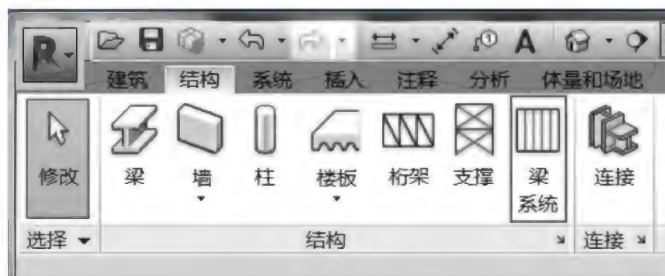 R A
建筑 结构 系统 插入 注释 分析 体量和场地
修改 梁 墙 柱 楼板 桁架 支撑 梁 连接
系统
选择 结构 连接